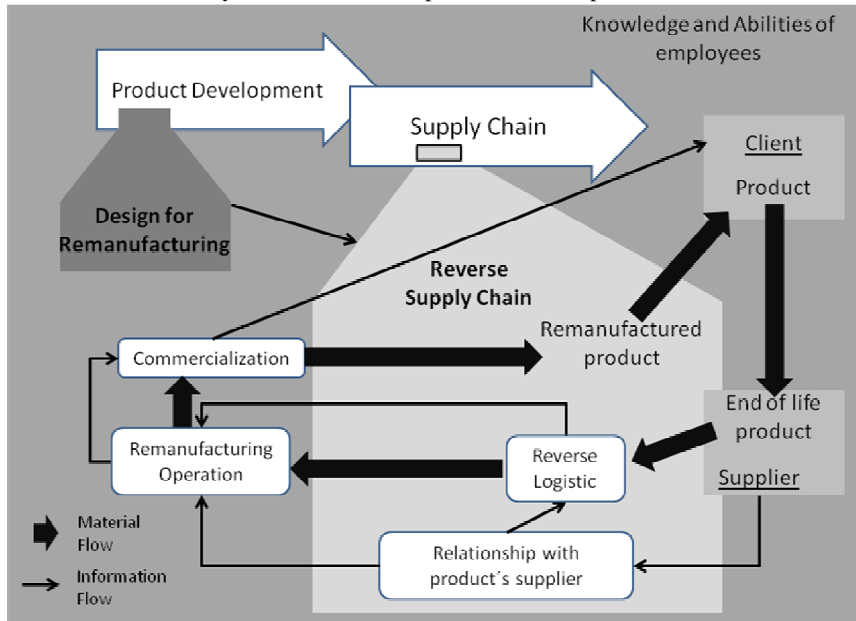 Knowledge and Abilities of
employees
Product Development
Supply Chain
Client
Product
Design for
Remanufacturing
Reverse
Supply Chain
Remanufactured
product
Commercialization
End of life
product
Supplier
Remanufacturing
Operation
Reverse
Logistic
Relationship with
product´s supplier
Material
Flow
Information
Flow